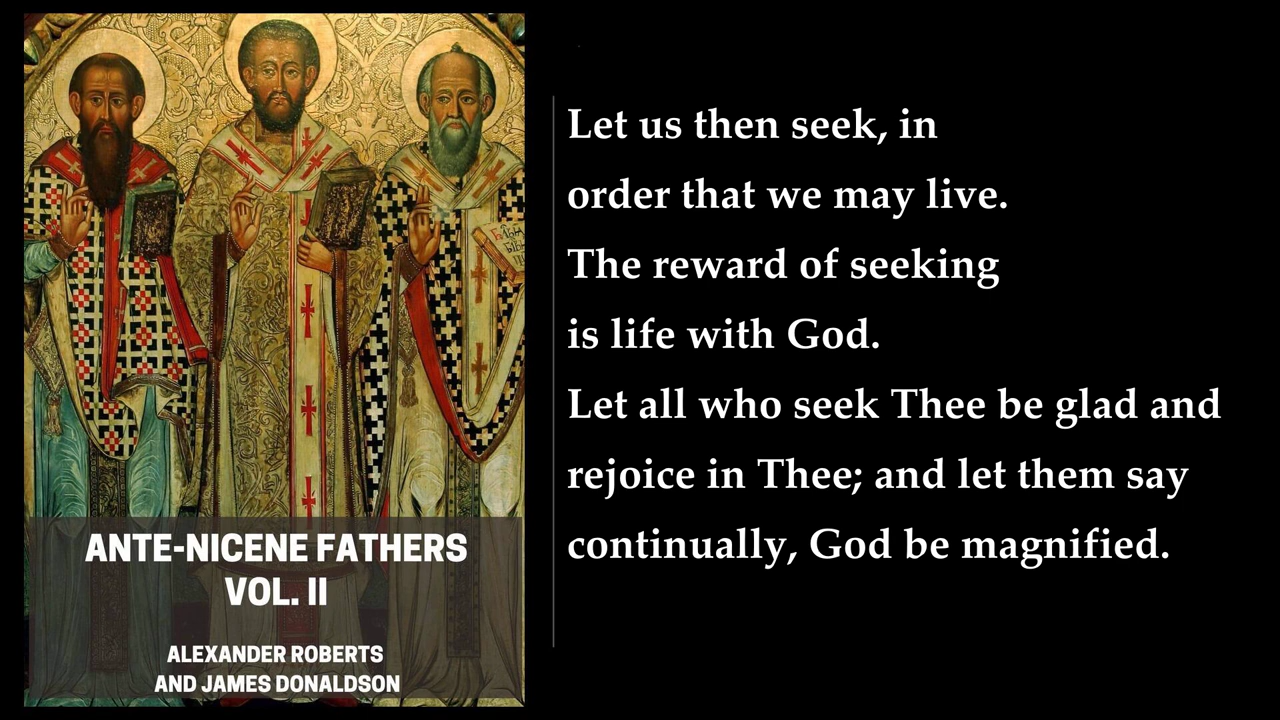 ANTE-NICENE FATHERS
VOL. II
ALEXANDER ROBERTS
AND JAMES DONALDSON
Let us then seek, in
order that we may live.
The reward of seeking
is life with God.
Let all who seek Thee be glad and
rejoice in Thee; and let them say
continually, God be magnified.